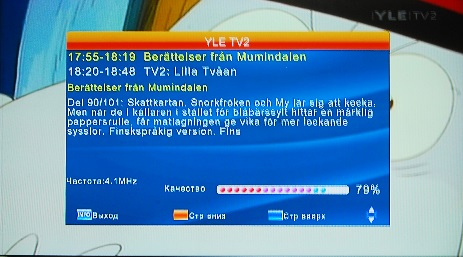 YLE TV2
YLE TV2
17:55-18:19 Berättelser från Mumindalen
18:20-18:48 TV2: Lilla Tvåan
Berättelser från Mumindalen
Del 90/101: Skattkartan. Snorkfröken och My lär sig att kocka.
Men när de i källaren i stället för blåbärssylt hittar en märklig
pappersrulle, får matlagningen ge vika för mer lockande
sysslor. Finskspråkig version. Fins
Частота:4.1MHz
Качество 79%
INFO Выход Стр вниз Стр вверх